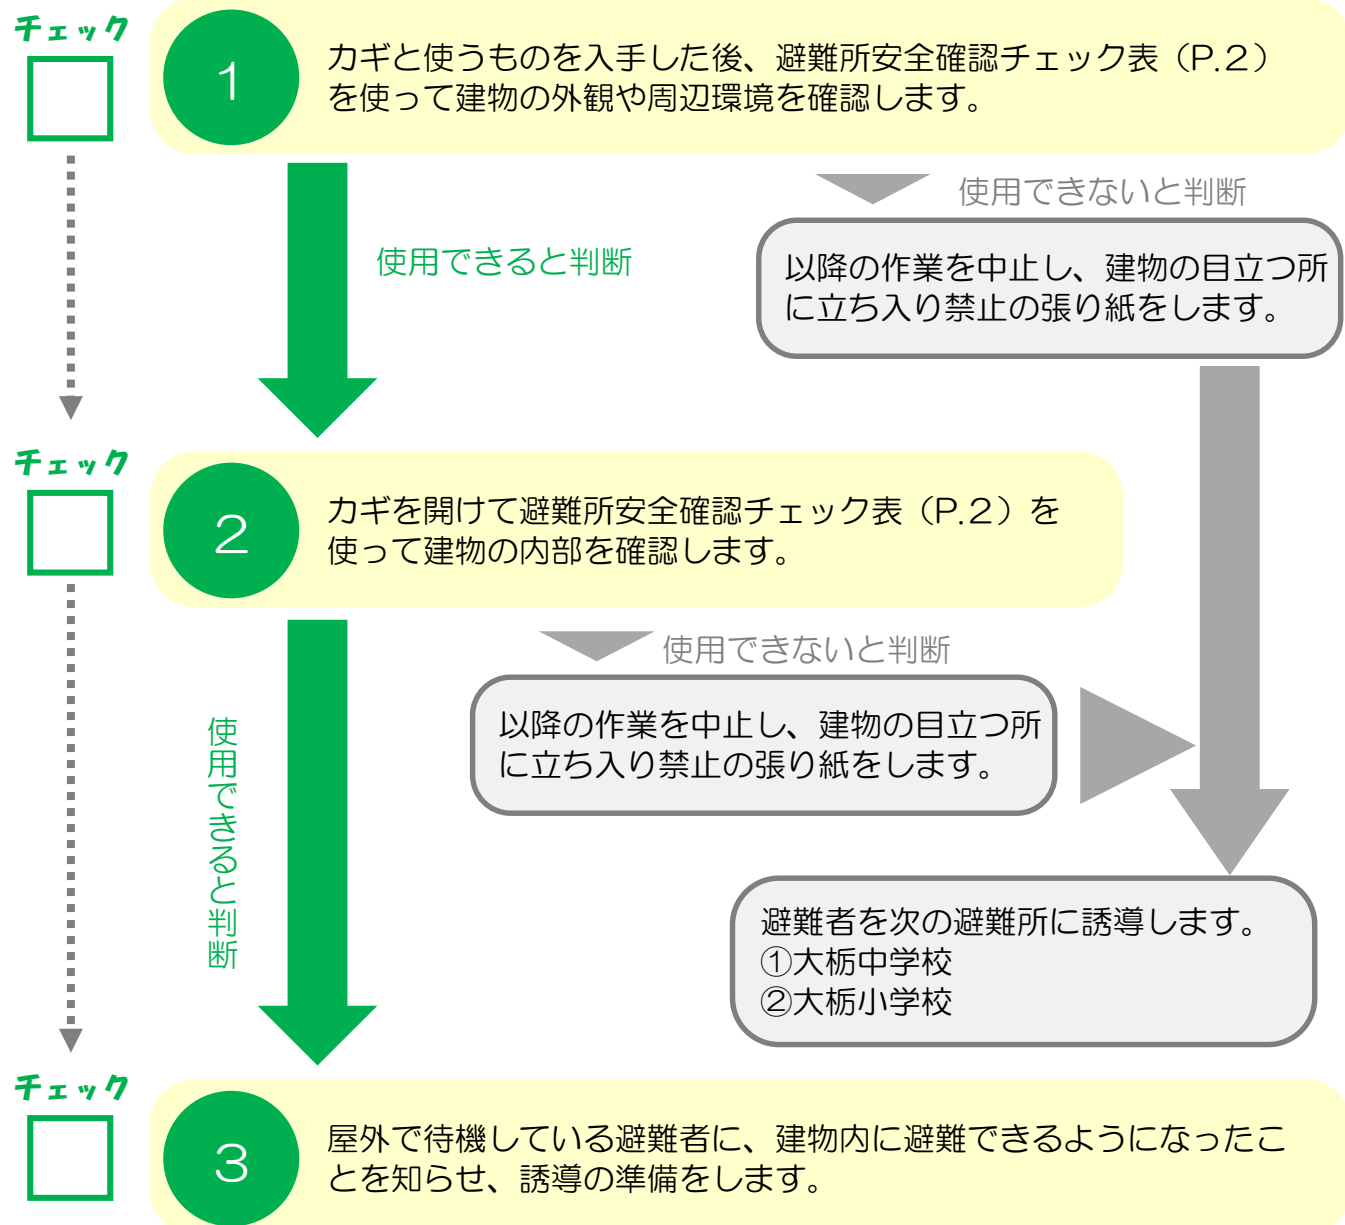 チェック
1
カギと使うものを入手した後、避難所安全確認チェック表（P.2）
を使って建物の外観や周辺環境を確認します。
使用できないと判断
使用できると判断
以降の作業を中止し、建物の目立つ所
に立ち入り禁止の張り紙をします。
チェック
2
カギを開けて避難所安全確認チェック表（P.2）を
使って建物の内部を確認します。
使用できないと判断
使用できると判断
以降の作業を中止し、建物の目立つ所
に立ち入り禁止の張り紙をします。
避難者を次の避難所に誘導します。
①大栃中学校
②大栃小学校
チェック
3
屋外で待機している避難者に、建物内に避難できるようになったこ
とを知らせ、誘導の準備をします。